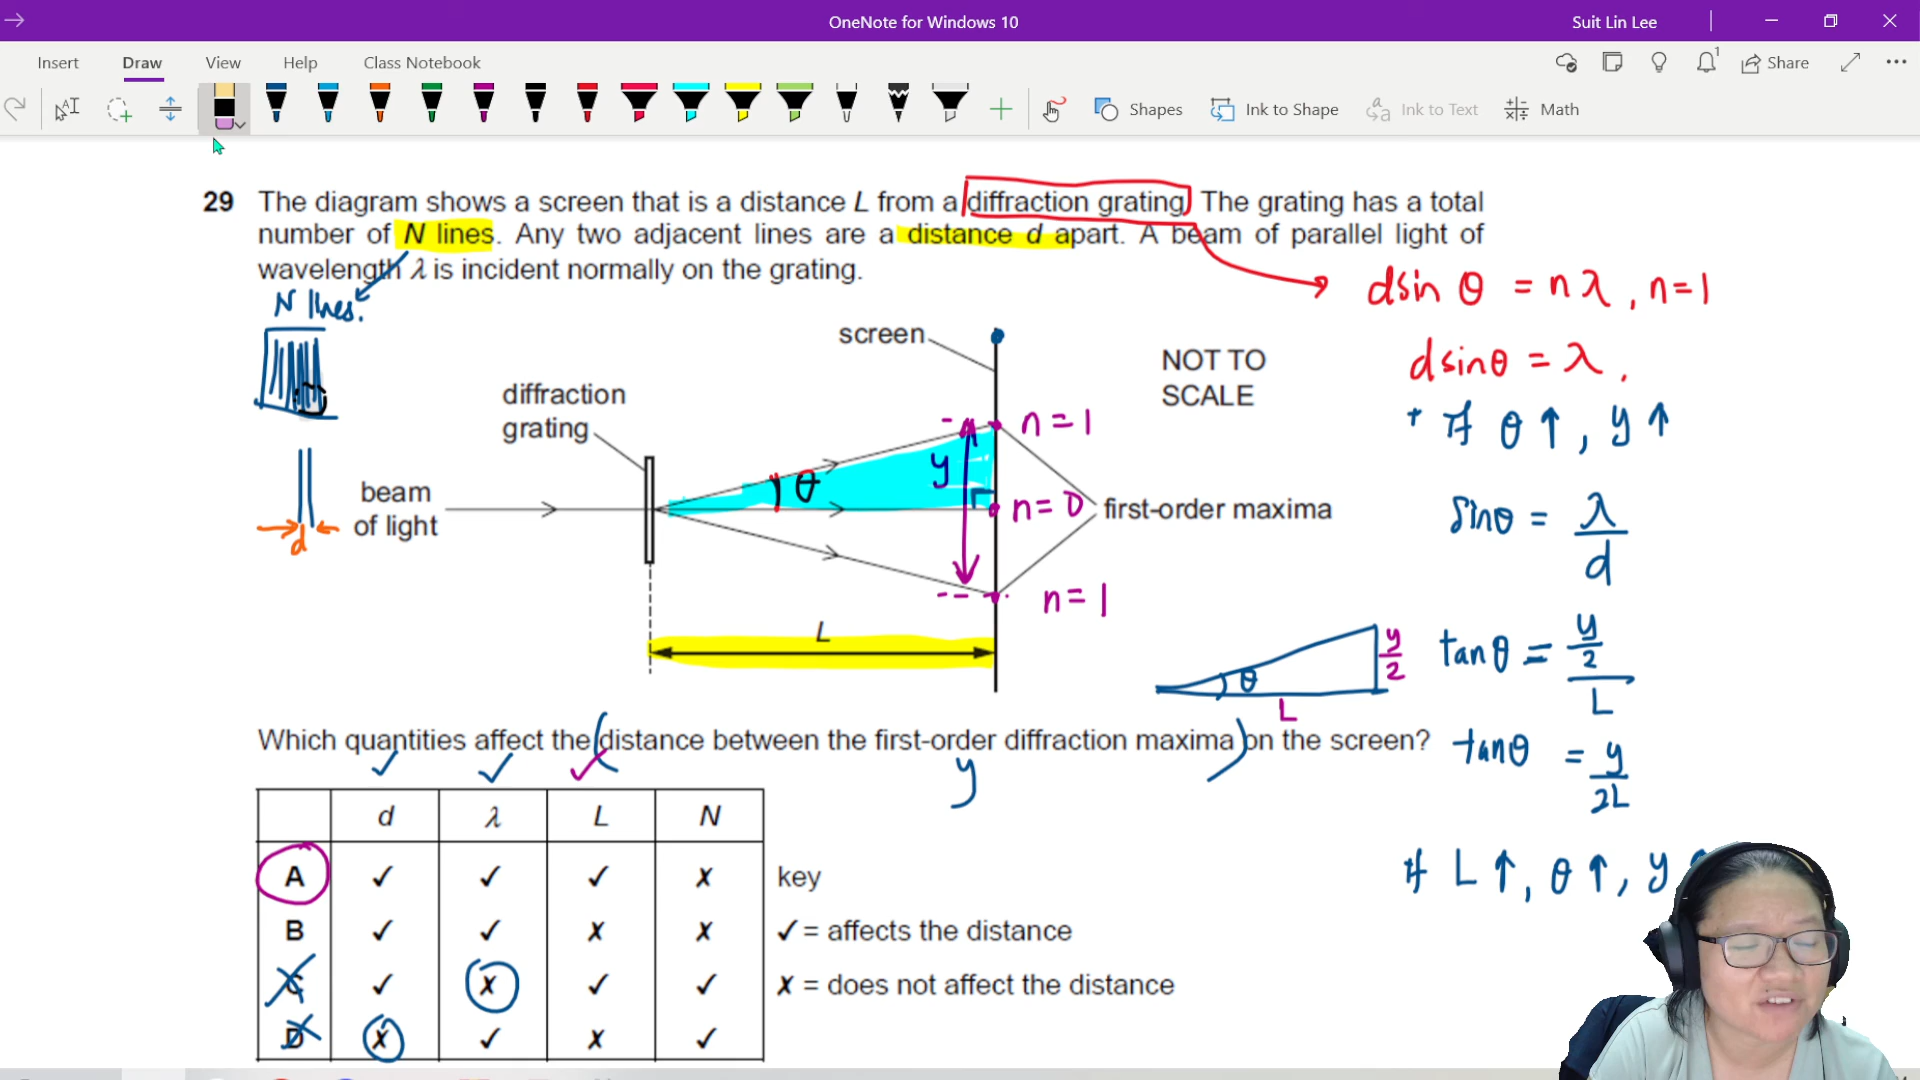 OneNote for Windows 10
Suit Lin Lee
Insert Draw View Help Class Notebook
1
Share
Shapes Ink to Shape Ink to Text Math
29 The diagram shows a screen that is a distance L from a diffraction grating. The grating has a total
number of N lines. Any two adjacent lines are a distance d apart. A beam of parallel light of
wavelength λ is incident normally on the grating.
N lines.
dsin θ = nλ, n=1
screen
NOT TO
SCALE
dsinθ = λ.
diffraction
grating
n=1
if θ↑, y↑
y
θ
beam
of light
n=0
first-order maxima
sinθ = λ/d
d
n=1
L
θ
y/2
L
tanθ = y/2 / L
Which quantities affect the distance between the first-order diffraction maxima on the screen?
tanθ = y/2L
y
d λ L N
A ✓ ✓ ✓ ✗ key
if L↑, θ↑, y
B ✓ ✓ ✗ ✗ ✓ = affects the distance
C ✓ ✗ ✓ ✓ ✗ = does not affect the distance
D ✗ ✓ ✗ ✓